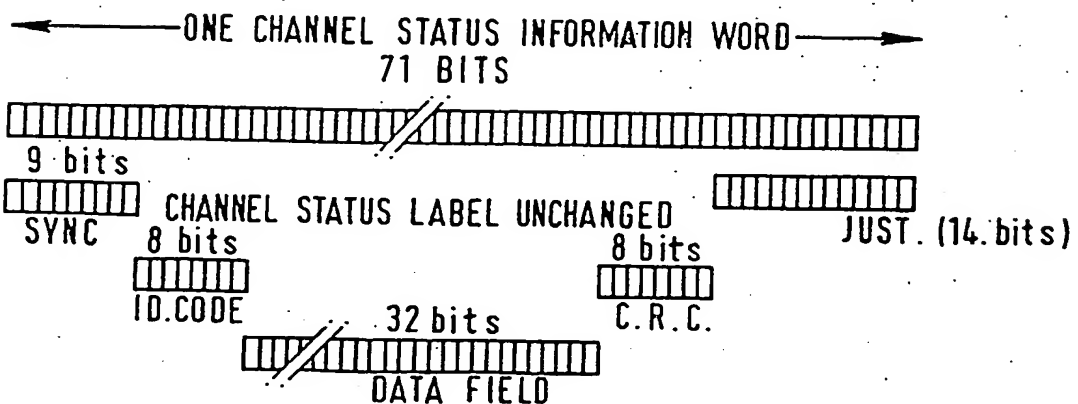 ONE CHANNEL STATUS INFORMATION WORD
71 BITS
9 bits
SYNC
CHANNEL STATUS LABEL UNCHANGED
JUST. (14. bits)
8 bits
ID.CODE
8 bits
C.R.C.
32 bits
DATA FIELD